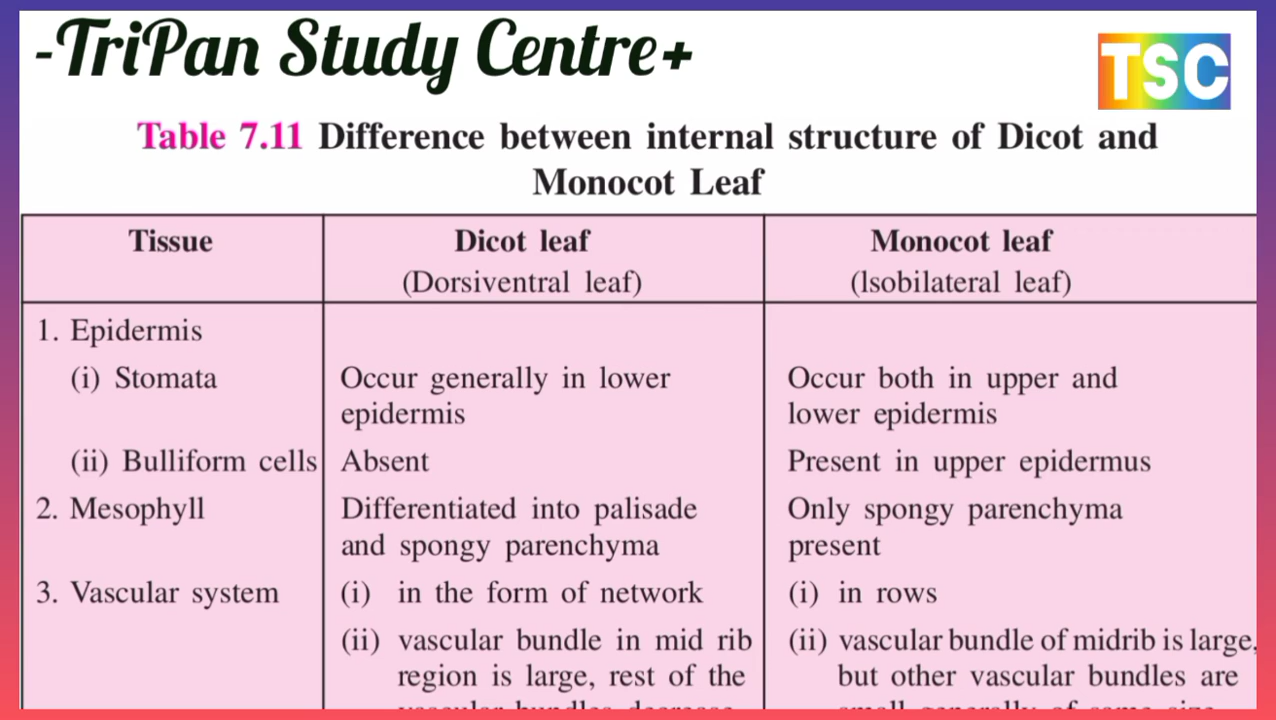 -TriPan Study Centre+
TSC
Table 7.11 Difference between internal structure of Dicot and
Monocot Leaf
Tissue
Dicot leaf
(Dorsiventral leaf)
Monocot leaf
(lsobilateral leaf)
1. Epidermis
(i) Stomata
Occur generally in lower
epidermis
Occur both in upper and
lower epidermis
(ii) Bulliform cells
Absent
Present in upper epidermus
2. Mesophyll
Differentiated into palisade
and spongy parenchyma
Only spongy parenchyma
present
3. Vascular system
(i) in the form of network
(i) in rows
(ii) vascular bundle in mid rib
region is large, rest of the
(ii) vascular bundle of midrib is large,
but other vascular bundles are